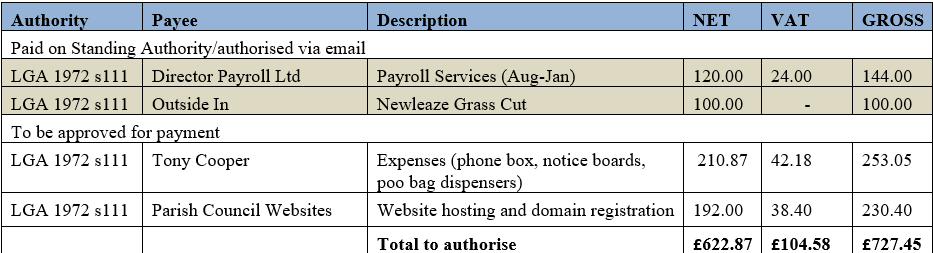 Authority Payee Description NET VAT GROSS
Paid on Standing Authority/authorised via email
LGA 1972 s111 Director Payroll Ltd Payroll Services (Aug-Jan) 120.00 24.00 144.00
LGA 1972 s111 Outside In Newleaze Grass Cut 100.00 - 100.00
To be approved for payment
LGA 1972 s111 Tony Cooper Expenses (phone box, notice boards, 210.87 42.18 253.05
poo bag dispensers)
LGA 1972 s111 Parish Council Websites Website hosting and domain registration 192.00 38.40 230.40
Total to authorise £622.87 £104.58 £727.45